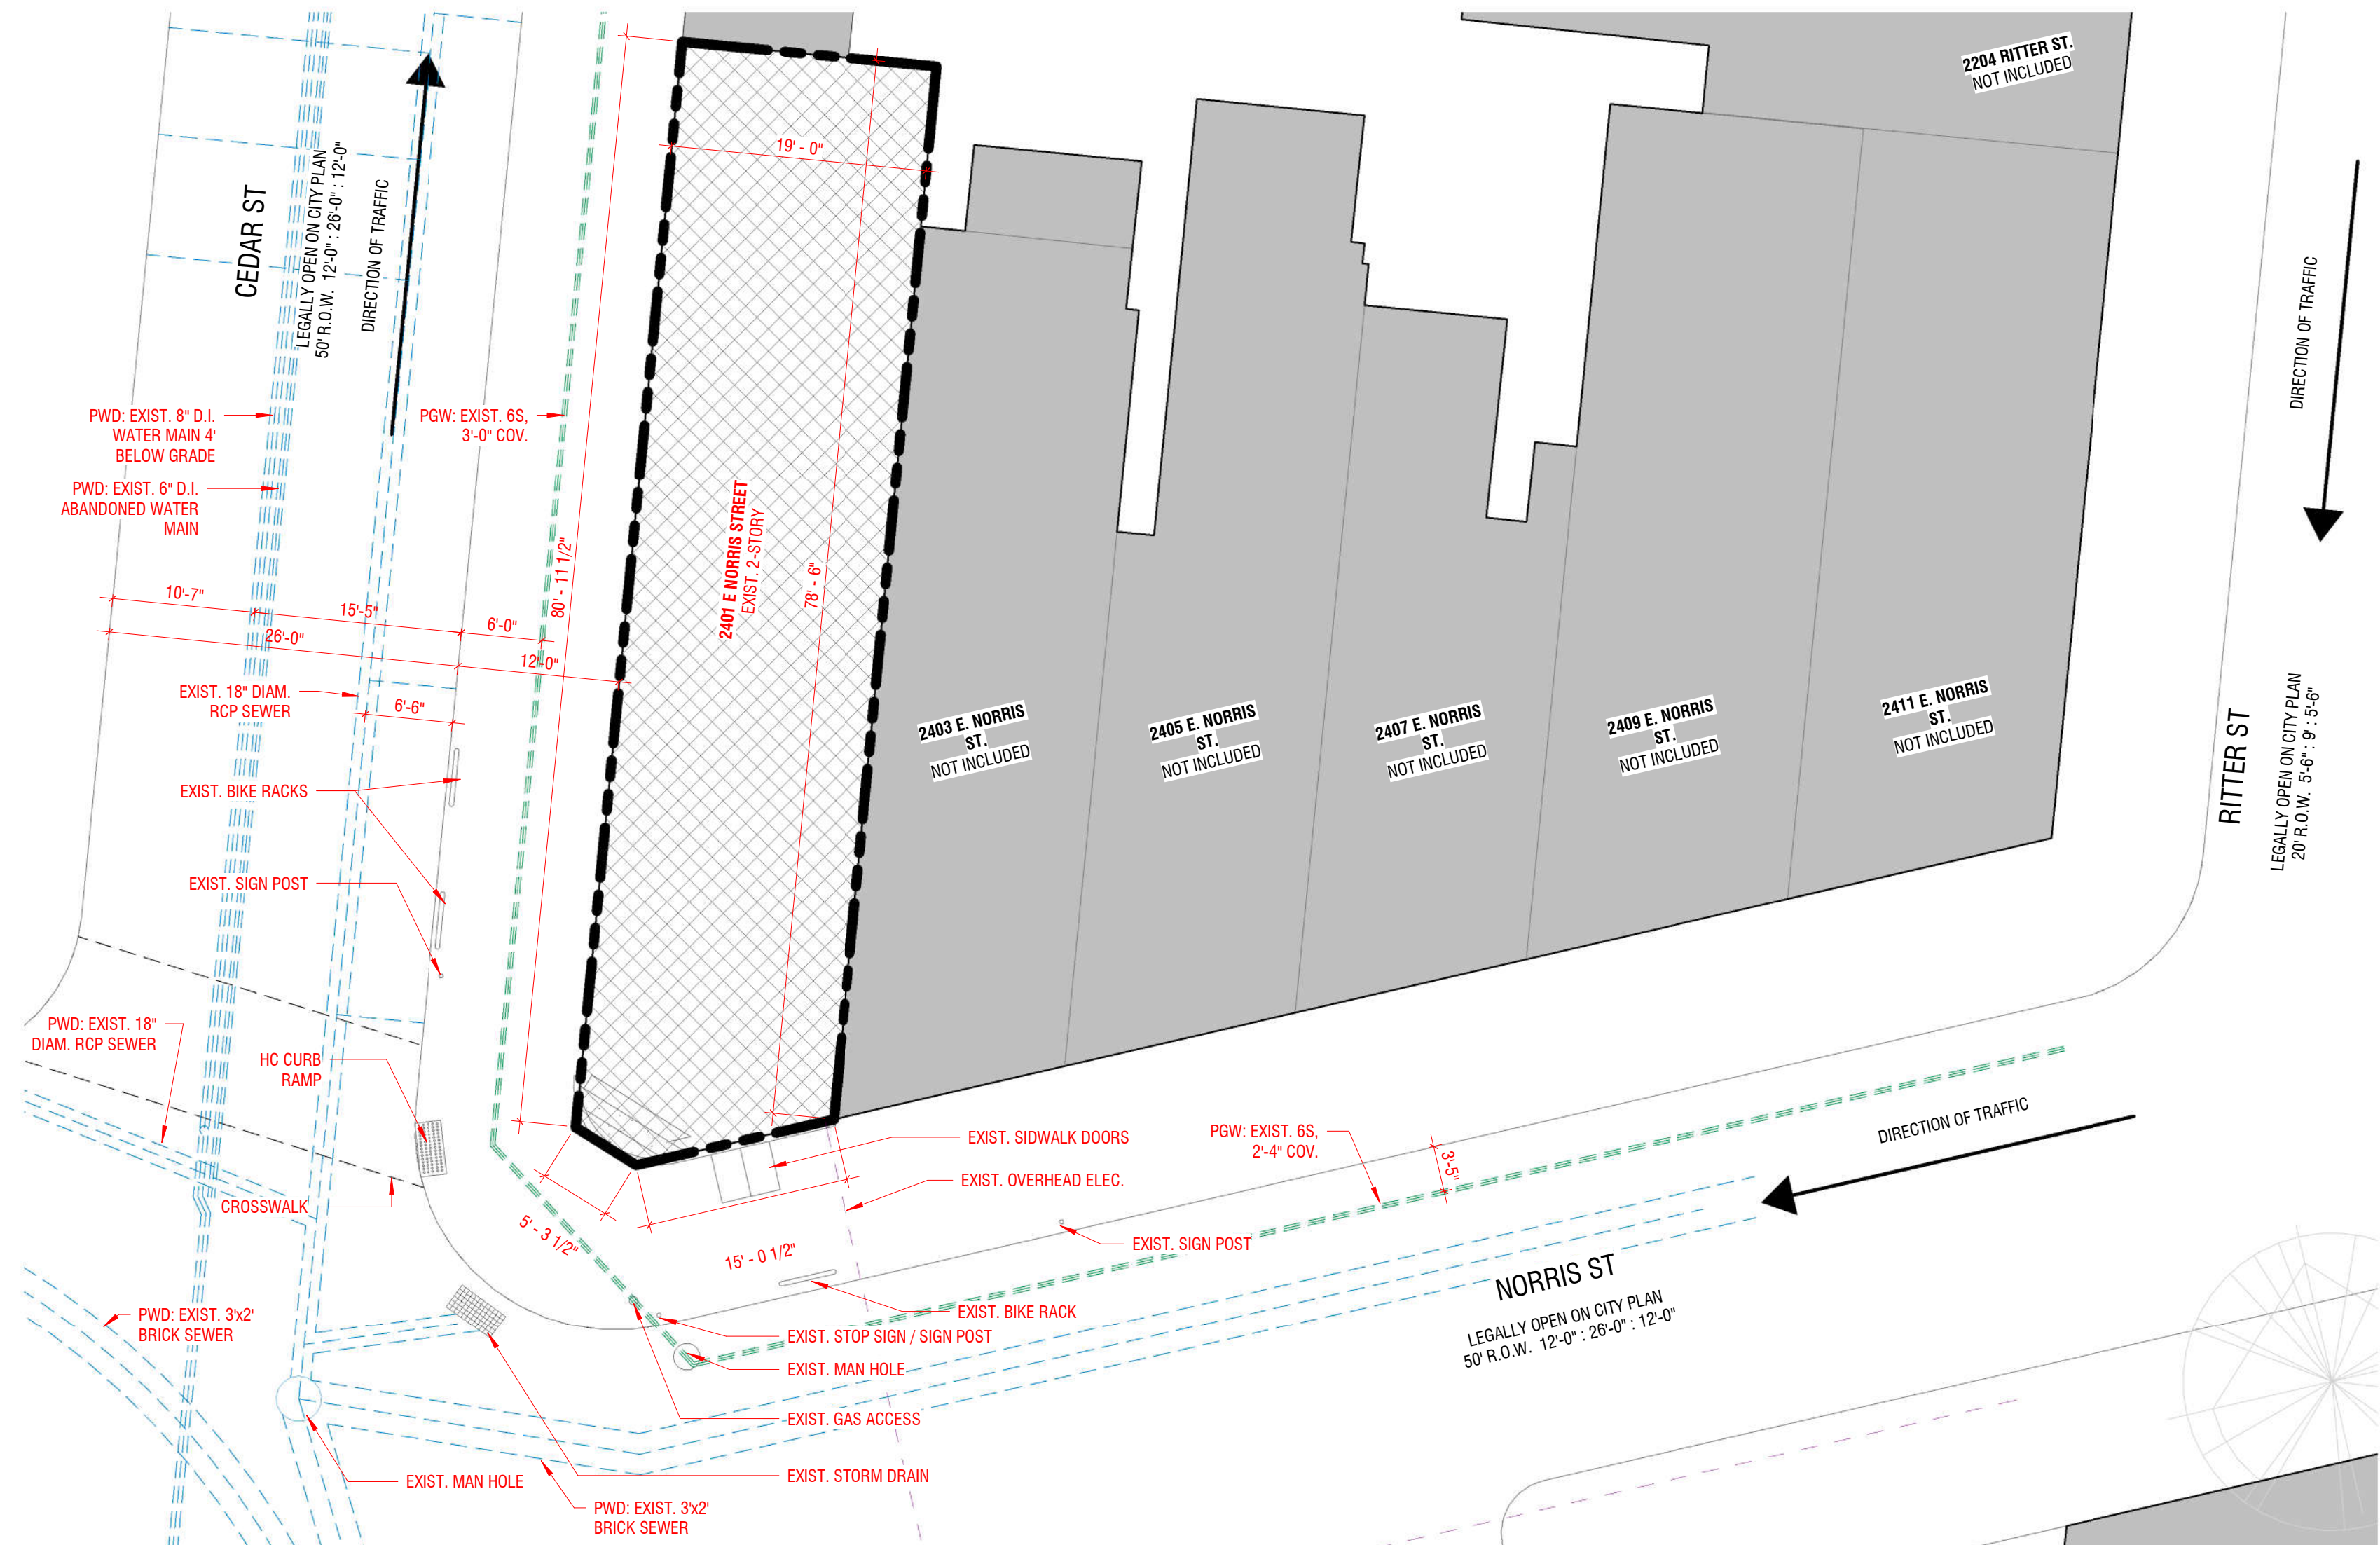 2204 RITTER ST.
NOT INCLUDED
CEDAR ST
LEGALLY OPEN ON CITY PLAN
50' R.O.W.  12'-0" : 26'-0" : 12'-0"
DIRECTION OF TRAFFIC
19' - 0"
DIRECTION OF TRAFFIC
PWD: EXIST. 8" D.I.
WATER MAIN 4'
BELOW GRADE
PGW: EXIST. 6S,
3'-0" COV.
PWD: EXIST. 6" D.I.
ABANDONED WATER
MAIN
2401 E NORRIS STREET
EXIST. 2-STORY
80' - 11 1/2"
78' - 6"
10'-7"
15'-5"
6'-0"
26'-0"
12'-0"
EXIST. 18" DIAM.
RCP SEWER
6'-6"
2403 E. NORRIS
ST.
NOT INCLUDED
2405 E. NORRIS
ST.
NOT INCLUDED
2407 E. NORRIS
ST.
NOT INCLUDED
2409 E. NORRIS
ST.
NOT INCLUDED
2411 E. NORRIS
ST.
NOT INCLUDED
RITTER ST
LEGALLY OPEN ON CITY PLAN
20' R.O.W.  5'-6" : 9' : 5'-6"
EXIST. BIKE RACKS
EXIST. SIGN POST
PWD: EXIST. 18"
DIAM. RCP SEWER
HC CURB
RAMP
CROSSWALK
EXIST. SIDWALK DOORS
EXIST. OVERHEAD ELEC.
PGW: EXIST. 6S,
2'-4" COV.
3'-5"
DIRECTION OF TRAFFIC
5' - 3 1/2"
15' - 0 1/2"
EXIST. SIGN POST
NORRIS ST
LEGALLY OPEN ON CITY PLAN
50' R.O.W.  12'-0" : 26'-0" : 12'-0"
PWD: EXIST. 3'x2'
BRICK SEWER
EXIST. BIKE RACK
EXIST. STOP SIGN / SIGN POST
EXIST. MAN HOLE
EXIST. GAS ACCESS
EXIST. STORM DRAIN
EXIST. MAN HOLE
PWD: EXIST. 3'x2'
BRICK SEWER